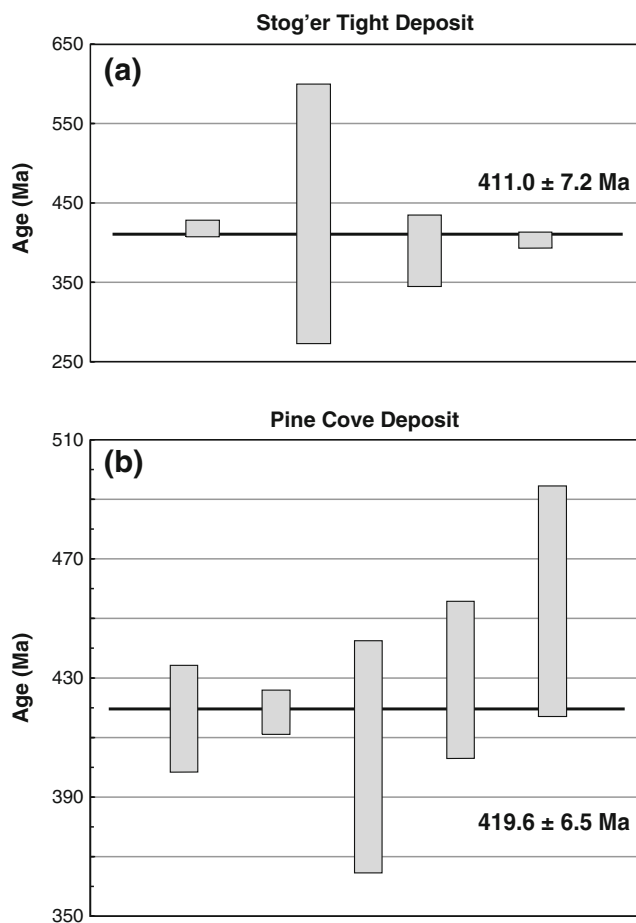 Stog'er Tight Deposit
(a)
650
550
450
350
250
Age (Ma)
411.0 ± 7.2 Ma
Pine Cove Deposit
(b)
510
470
430
390
350
Age (Ma)
419.6 ± 6.5 Ma